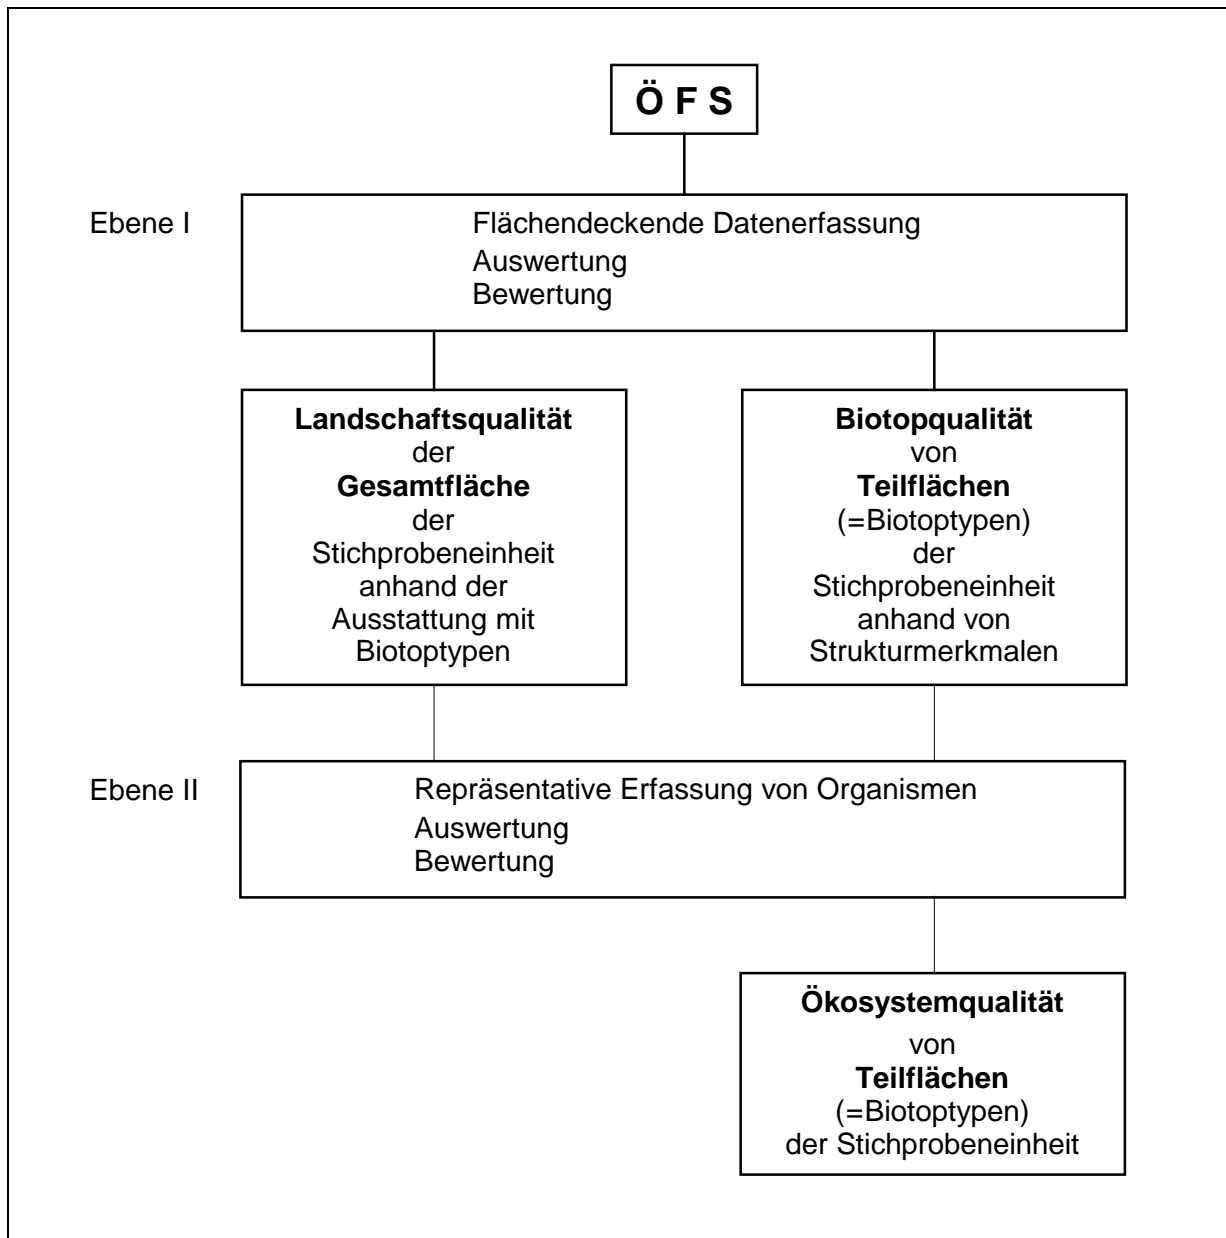 Ö F S
Ebene I
Flächendeckende Datenerfassung
Auswertung
Bewertung
Landschaftsqualität
der
Gesamtfläche
der
Stichprobeneinheit
anhand der
Ausstattung mit
Biotoptypen
Biotopqualität
von
Teilflächen
(=Biotoptypen)
der
Stichprobeneinheit
anhand von
Strukturmerkmalen
Ebene II
Repräsentative Erfassung von Organismen
Auswertung
Bewertung
Ökosystemqualität
von
Teilflächen
(=Biotoptypen)
der Stichprobeneinheit